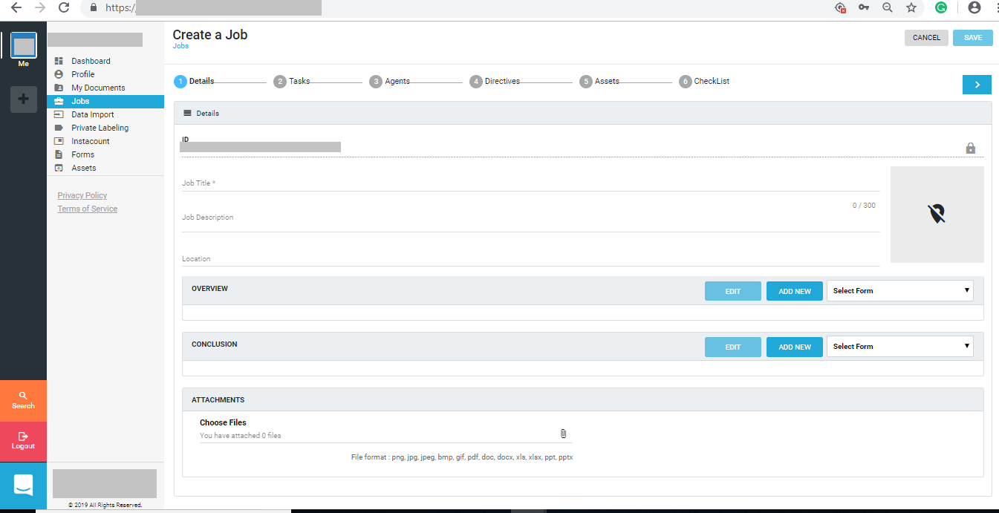 https:/
Me
Dashboard
Profile
My Documents
Jobs
Data Import
Private Labeling
Instacount
Forms
Assets
Privacy Policy
Terms of Service
Search
Logout
© 2019 All Rights Reserved.
Create a Job
Jobs
CANCEL SAVE
1 Details 2 Tasks 3 Agents 4 Directives 5 Assets 6 CheckList
Details
ID
Job Title *
0 / 300
Job Description
Location
OVERVIEW EDIT ADD NEW Select Form
CONCLUSION EDIT ADD NEW Select Form
ATTACHMENTS
Choose Files
You have attached 0 files
File format : png, jpg, jpeg, bmp, gif, pdf, doc, docx, xls, xlsx, ppt, pptx